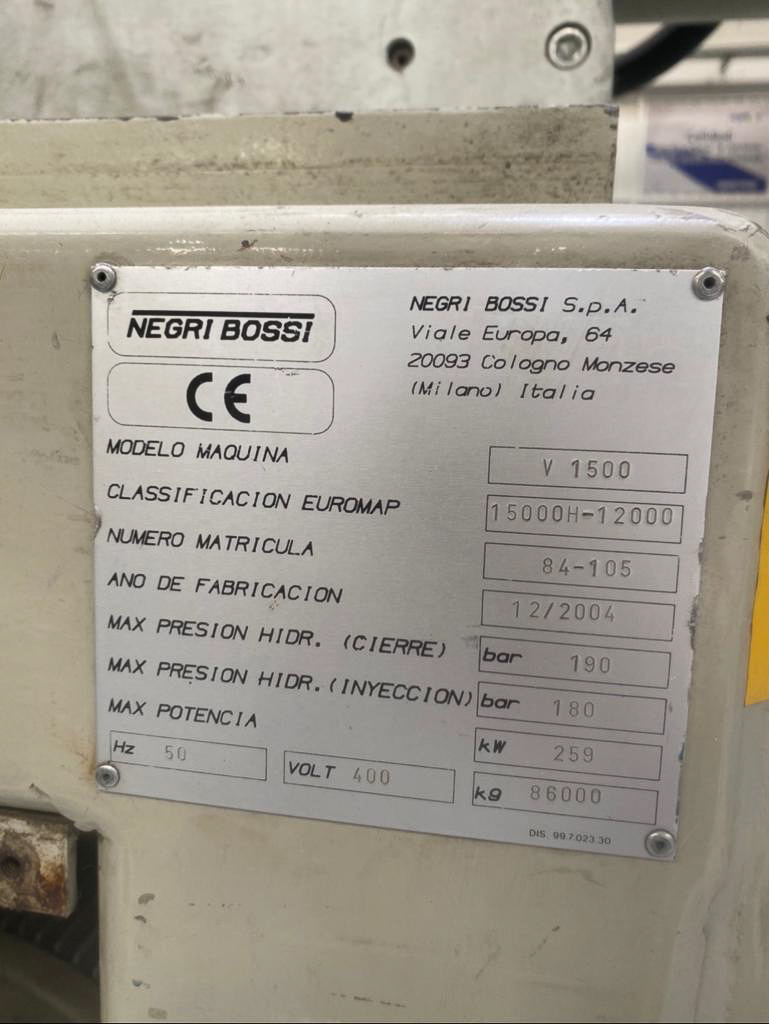 NEGRI BOSSI
CE
NEGRI BOSSI S.p.A.
Viale Europa, 64
20093 Cologno Monzese
(Milano) Italia
MODELO MAQUINA V 1500
CLASSIFICACION EUROMAP 15000H-12000
NUMERO MATRICULA 84-105
ANO DE FABRICACION 12/2004
MAX PRESION HIDR. (CIERRE) bar 190
MAX PRESION HIDR. (INYECCION) bar 180
MAX POTENCIA kW 259
Hz 50 VOLT 400 kg 86000
DIS. 99.7.023.30